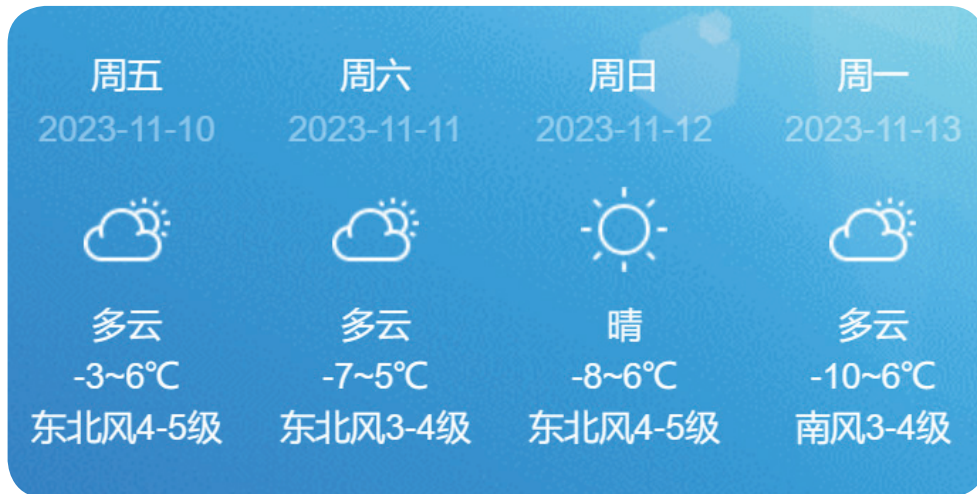 周五 周六 周日 周一
2023-11-10 2023-11-11 2023-11-12 2023-11-13
多云 多云 晴 多云
-3~6℃ -7~5℃ -8~6℃ -10~6℃
东北风4-5级 东北风3-4级 东北风4-5级 南风3-4级